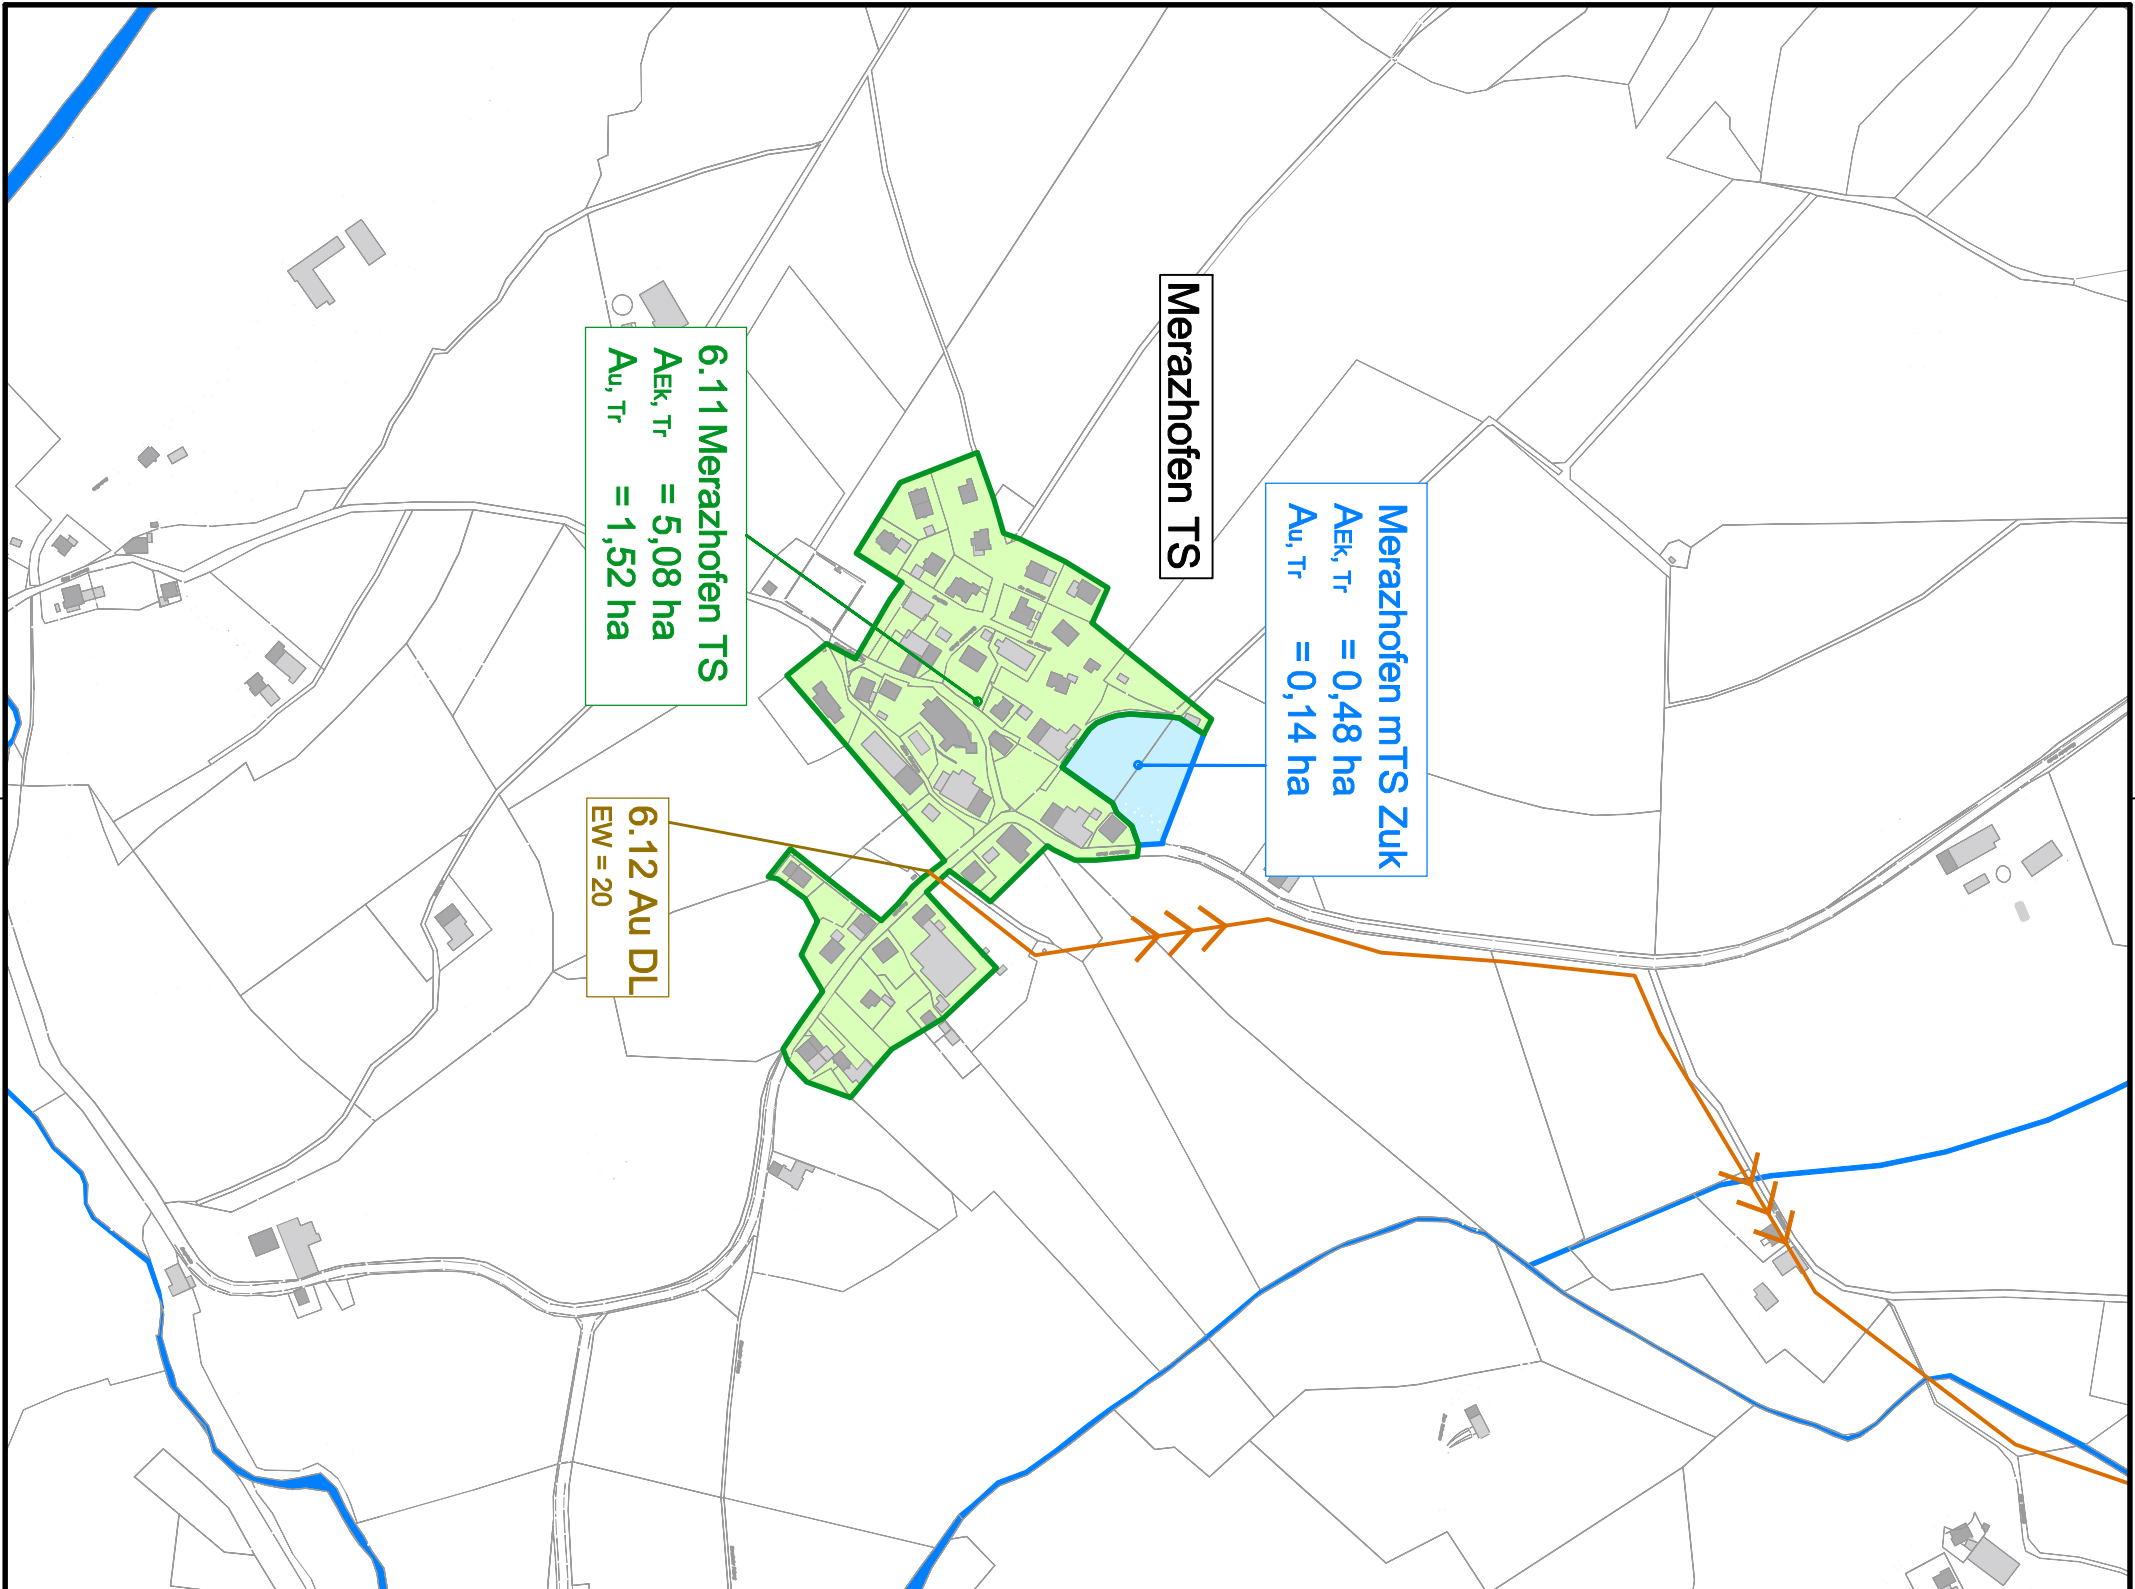 Merazhofen TS
Merazhofen mTS Zuk
AEk, Tr = 0,48 ha
Au, Tr = 0,14 ha
6.11 Merazhofen TS
AEk, Tr = 5,08 ha
Au, Tr = 1,52 ha
6.12 Au DL
EW = 20